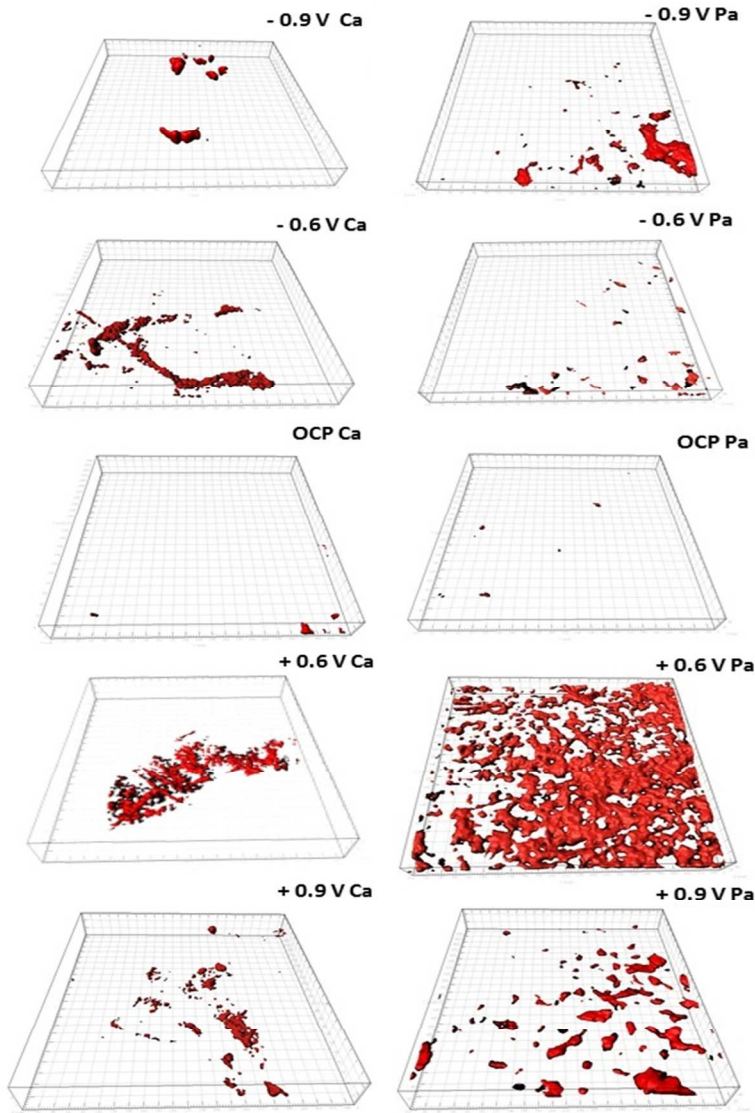 - 0.9 V Ca
- 0.9 V Pa
- 0.6 V Ca
- 0.6 V Pa
OCP Ca
OCP Pa
+ 0.6 V Ca
+ 0.6 V Pa
+ 0.9 V Ca
+ 0.9 V Pa